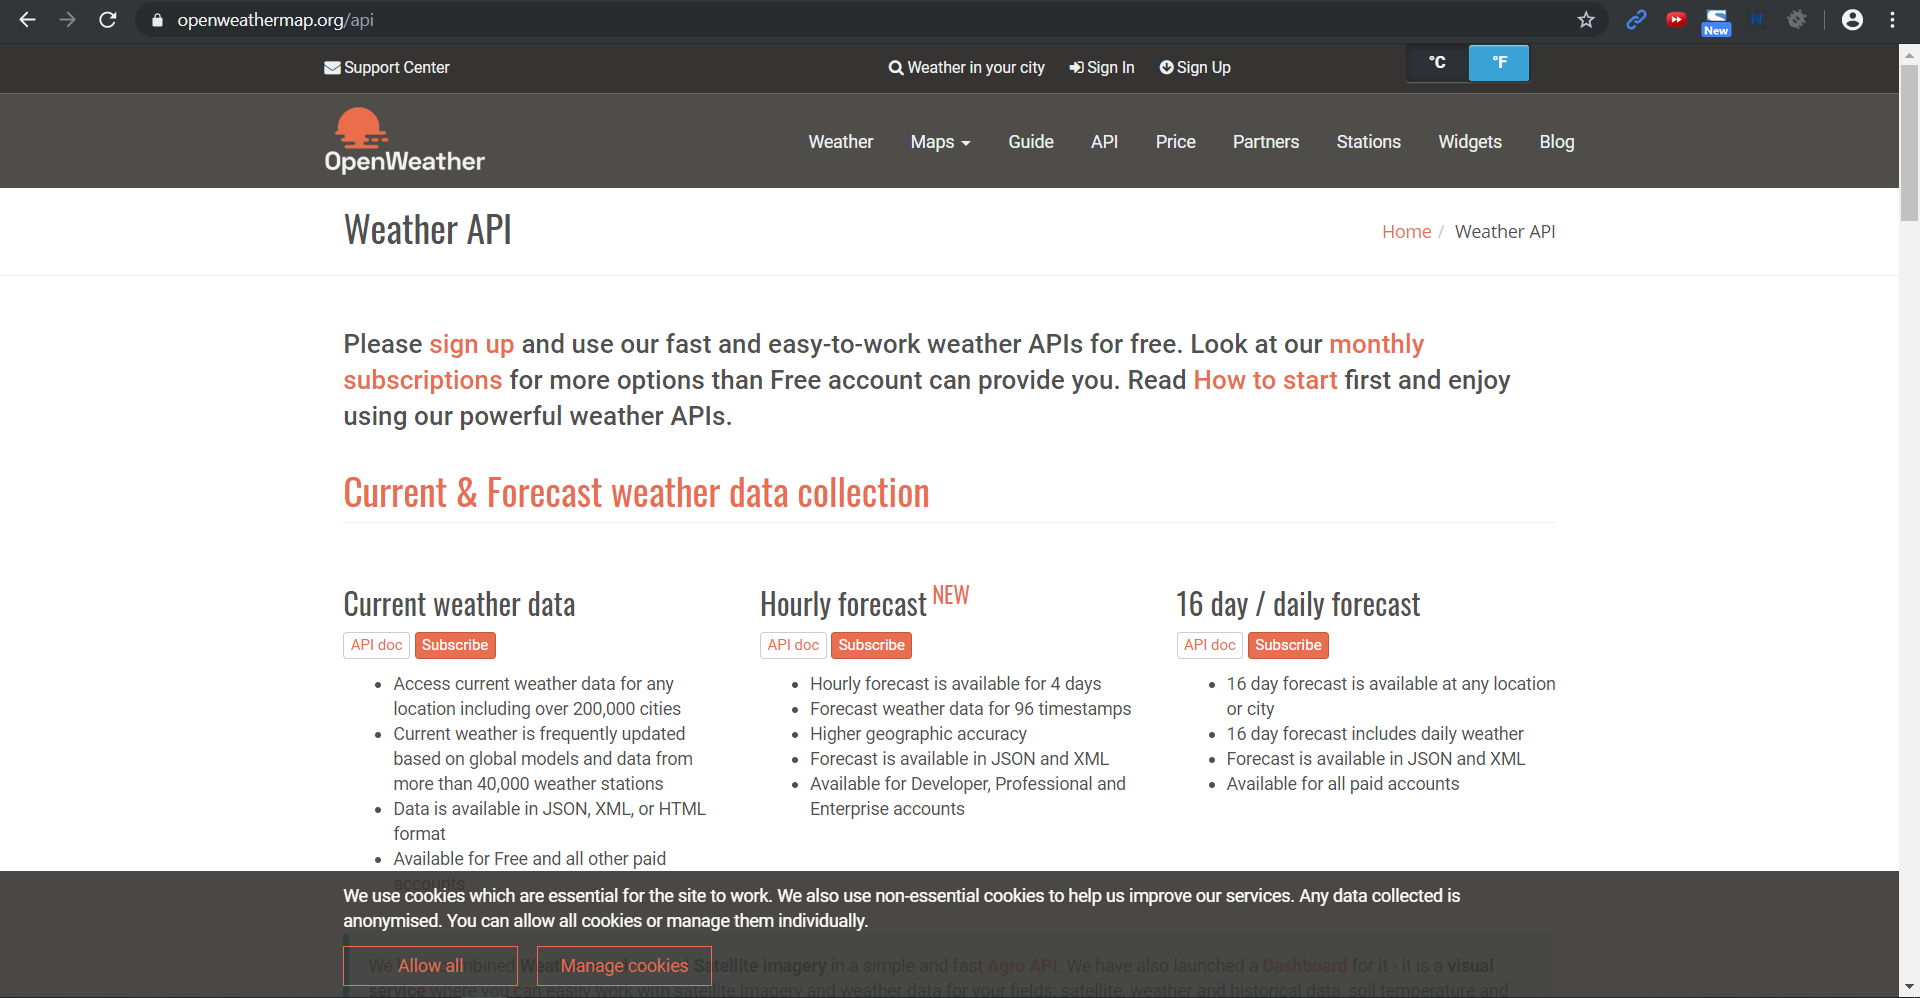 openweathermap.org/api
New
N
Support Center
Weather in your city
Sign In
Sign Up
°C
°F
OpenWeather
Weather
Maps
Guide
API
Price
Partners
Stations
Widgets
Blog
Weather API
Home / Weather API
Please sign up and use our fast and easy-to-work weather APIs for free. Look at our monthly
subscriptions for more options than Free account can provide you. Read How to start first and enjoy
using our powerful weather APIs.
Current & Forecast weather data collection
Current weather data
API doc
Subscribe
Access current weather data for any
location including over 200,000 cities
Current weather is frequently updated
based on global models and data from
more than 40,000 weather stations
Data is available in JSON, XML, or HTML
format
Available for Free and all other paid
accounts
Hourly forecast NEW
API doc
Subscribe
Hourly forecast is available for 4 days
Forecast weather data for 96 timestamps
Higher geographic accuracy
Forecast is available in JSON and XML
Available for Developer, Professional and
Enterprise accounts
16 day / daily forecast
API doc
Subscribe
16 day forecast is available at any location
or city
16 day forecast includes daily weather
Forecast is available in JSON and XML
Available for all paid accounts
We use cookies which are essential for the site to work. We also use non-essential cookies to help us improve our services. Any data collected is
anonymised. You can allow all cookies or manage them individually.
Allow all
Manage cookies
Satellite imagery in a simple and fast Agro API. We have also launched a Dashboard for it - it is a visual
service where you can easily work with satellite imagery and weather data for your fields: satellite, weather and historical data, soil temperature and